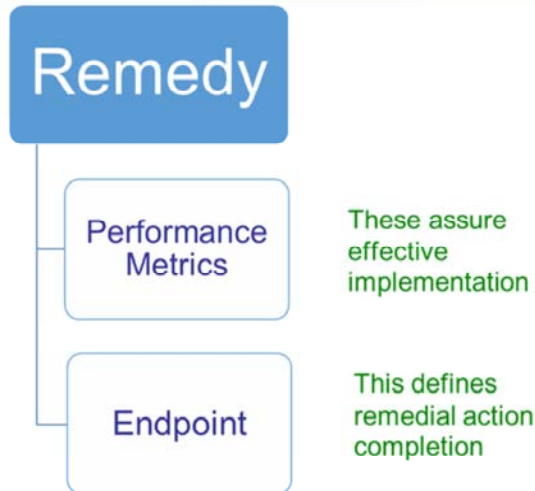 Remedy
Performance
Metrics
These assure
effective
implementation
Endpoint
This defines
remedial action
completion